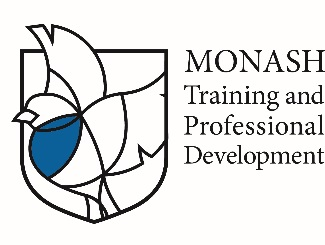 MONASH
Training and
Professional
Development